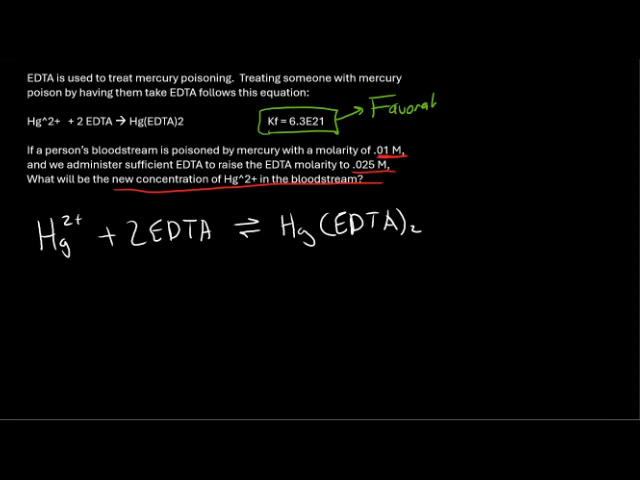 EDTA is used to treat mercury poisoning. Treating someone with mercury
poison by having them take EDTA follows this equation:
Hg^2+ + 2 EDTA → Hg(EDTA)2 Kf = 6.3E21 Favorat
If a person's bloodstream is poisoned by mercury with a molarity of .01 M,
and we administer sufficient EDTA to raise the EDTA molarity to .025 M,
What will be the new concentration of Hg^2+ in the bloodstream?
Hg²⁺ + 2EDTA ⇌ Hg(EDTA)₂